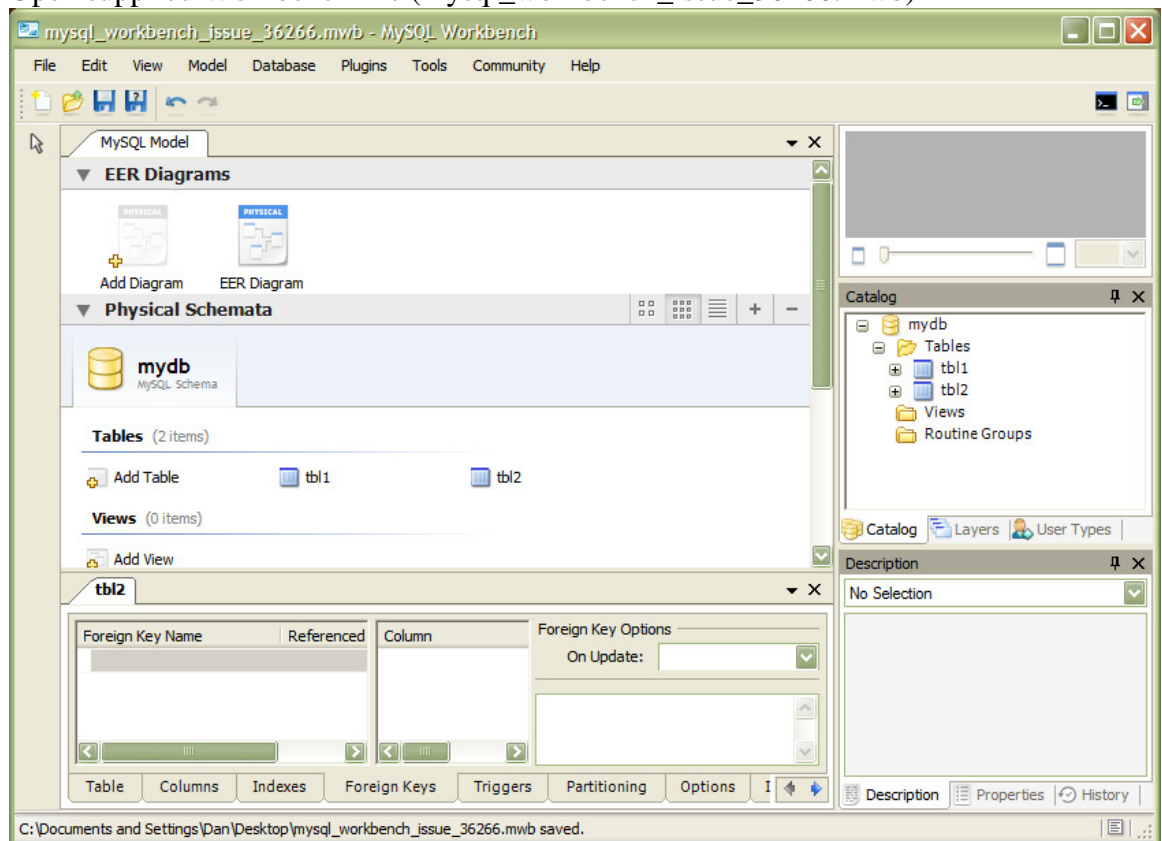 mysql_workbench_issue_36266.mwb - MySQL Workbench
File Edit View Model Database Plugins Tools Community Help
MySQL Model
EER Diagrams
PHYSICAL PHYSICAL
Add Diagram EER Diagram
Physical Schemata
mydb
MySQL Schema
Tables (2 items)
Add Table tbl1 tbl2
Views (0 items)
Add View
Catalog
mydb
Tables
tbl1
tbl2
Views
Routine Groups
Catalog Layers User Types
tbl2
Foreign Key Name Referenced
Column
Foreign Key Options
On Update:
Table Columns Indexes Foreign Keys Triggers Partitioning Options I
Description
No Selection
Description Properties History
C:\Documents and Settings\Dan\Desktop\mysql_workbench_issue_36266.mwb saved.